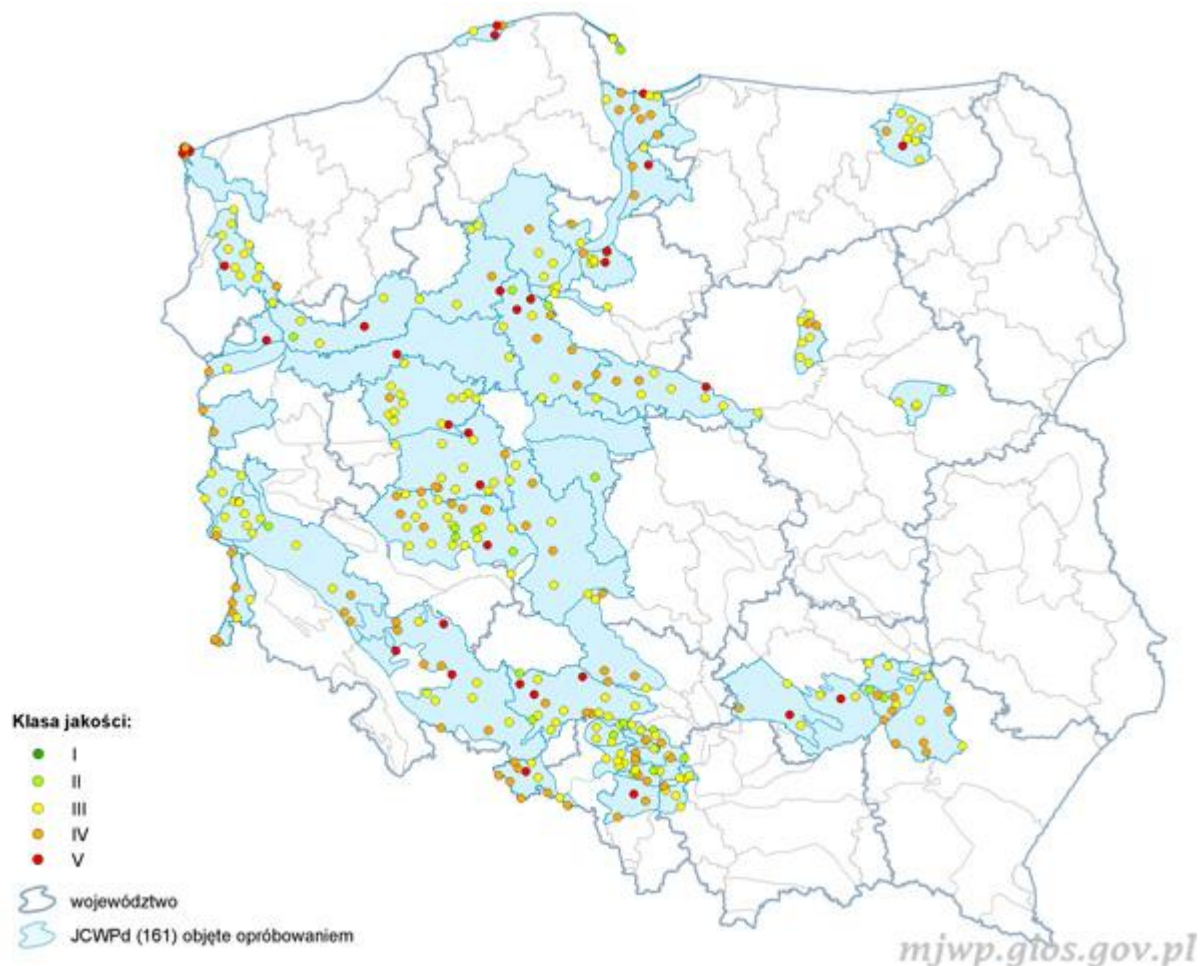 Klasa jakości:
I
II
III
IV
V
województwo
JCWPd (161) objęte opróbowaniem
mjwp.gios.gov.pl